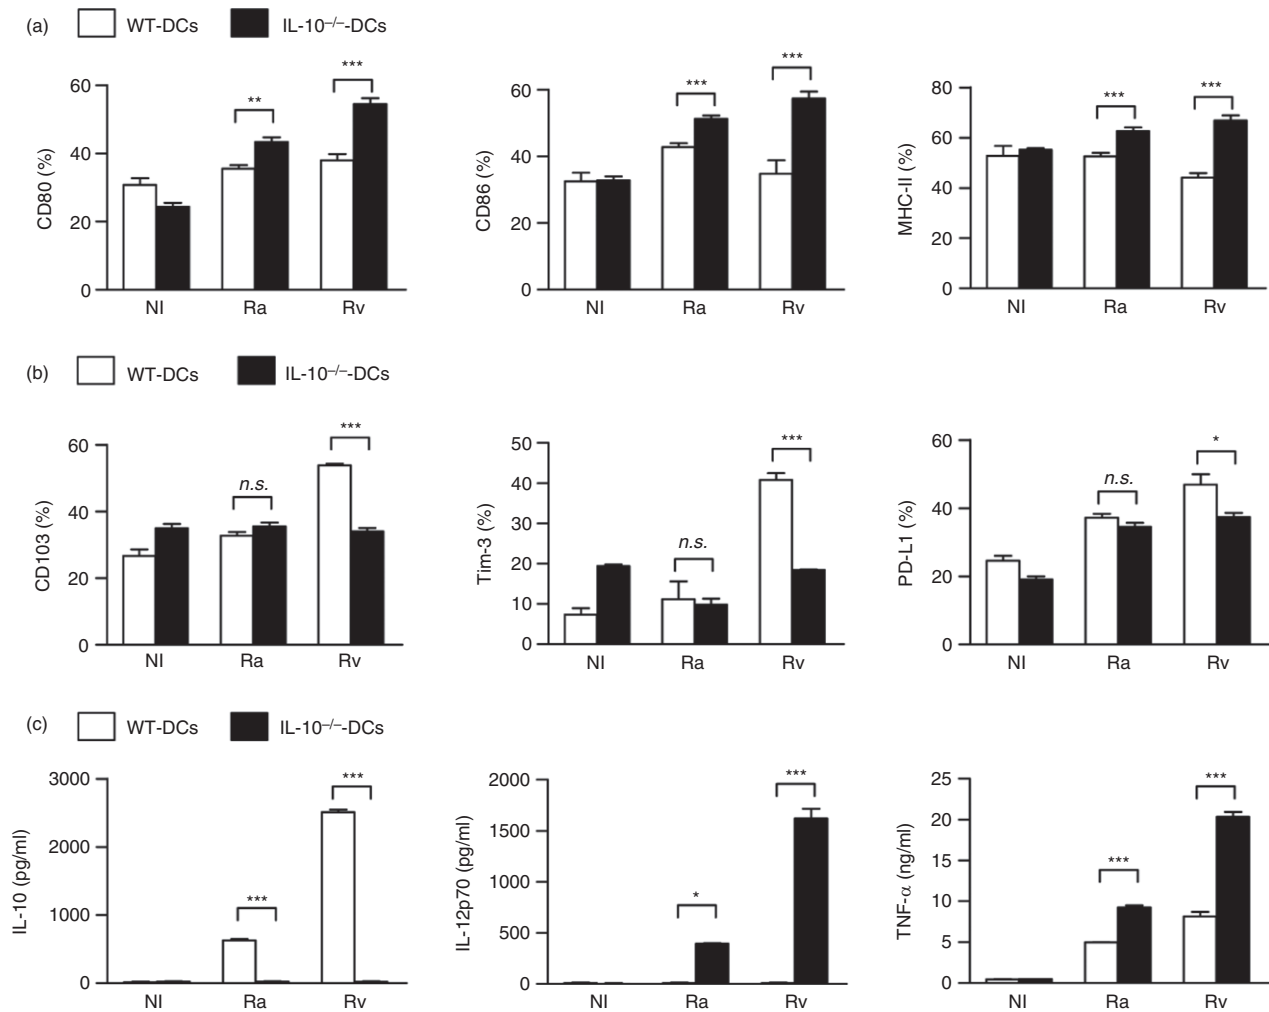 (a) WT-DCs IL-10⁻/⁻-DCs
CD80 (%)
60
40
20
0
**
***
NI Ra Rv
CD86 (%)
60
40
20
0
***
***
NI Ra Rv
MHC-II (%)
80
60
40
20
0
***
***
NI Ra Rv
(b) WT-DCs IL-10⁻/⁻-DCs
CD103 (%)
60
40
20
0
n.s.
***
NI Ra Rv
Tim-3 (%)
50
40
30
20
10
0
n.s.
***
NI Ra Rv
PD-L1 (%)
60
40
20
0
n.s.
*
NI Ra Rv
(c) WT-DCs IL-10⁻/⁻-DCs
IL-10 (pg/ml)
3000
2000
1000
0
***
***
NI Ra Rv
IL-12p70 (pg/ml)
2000
1500
1000
500
0
*
***
NI Ra Rv
TNF-α (ng/ml)
25
20
15
10
5
0
***
***
NI Ra Rv